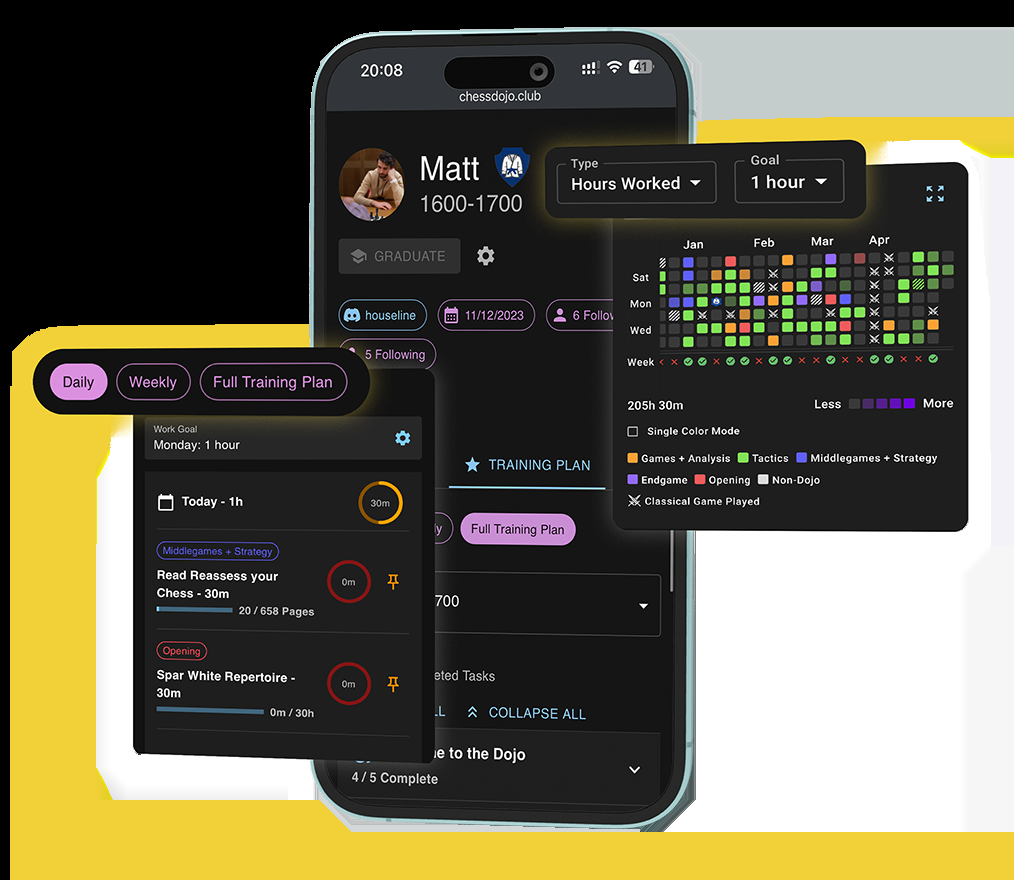 20:08
41
chessdojo.club
Matt
1600-1700
GRADUATE
houseline
11/12/2023
6 Follow
5 Following
TRAINING PLAN
ly
Full Training Plan
700
eted Tasks
LL
COLLAPSE ALL
e to the Dojo
4 / 5 Complete
Type
Hours Worked
Goal
1 hour
Jan Feb Mar Apr
Sat
Mon
Wed
Week
205h 30m
Less More
Single Color Mode
Games + Analysis Tactics Middlegames + Strategy
Endgame Opening Non-Dojo
Classical Game Played
Daily Weekly Full Training Plan
Work Goal
Monday: 1 hour
Today - 1h
30m
Middlegames + Strategy
Read Reassess your
Chess - 30m
0m
20 / 658 Pages
Opening
Spar White Repertoire -
30m
0m
0m / 30h